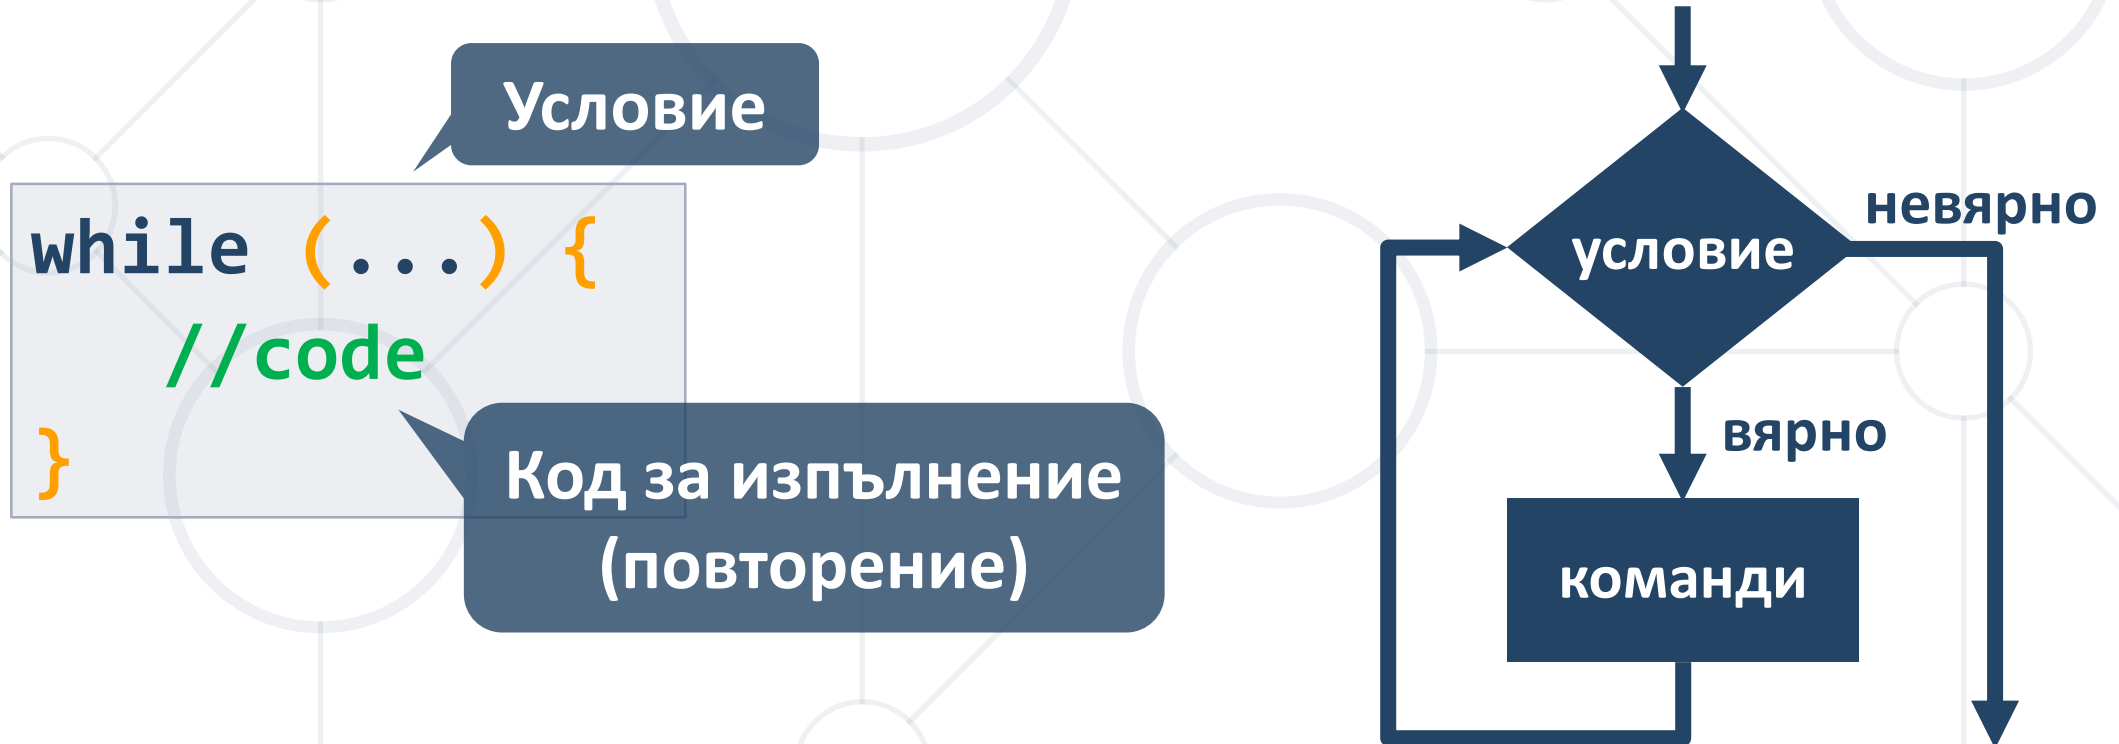 Условие
while (...) {
//code
}
Код за изпълнение
(повторение)
условие
невярно
вярно
команди